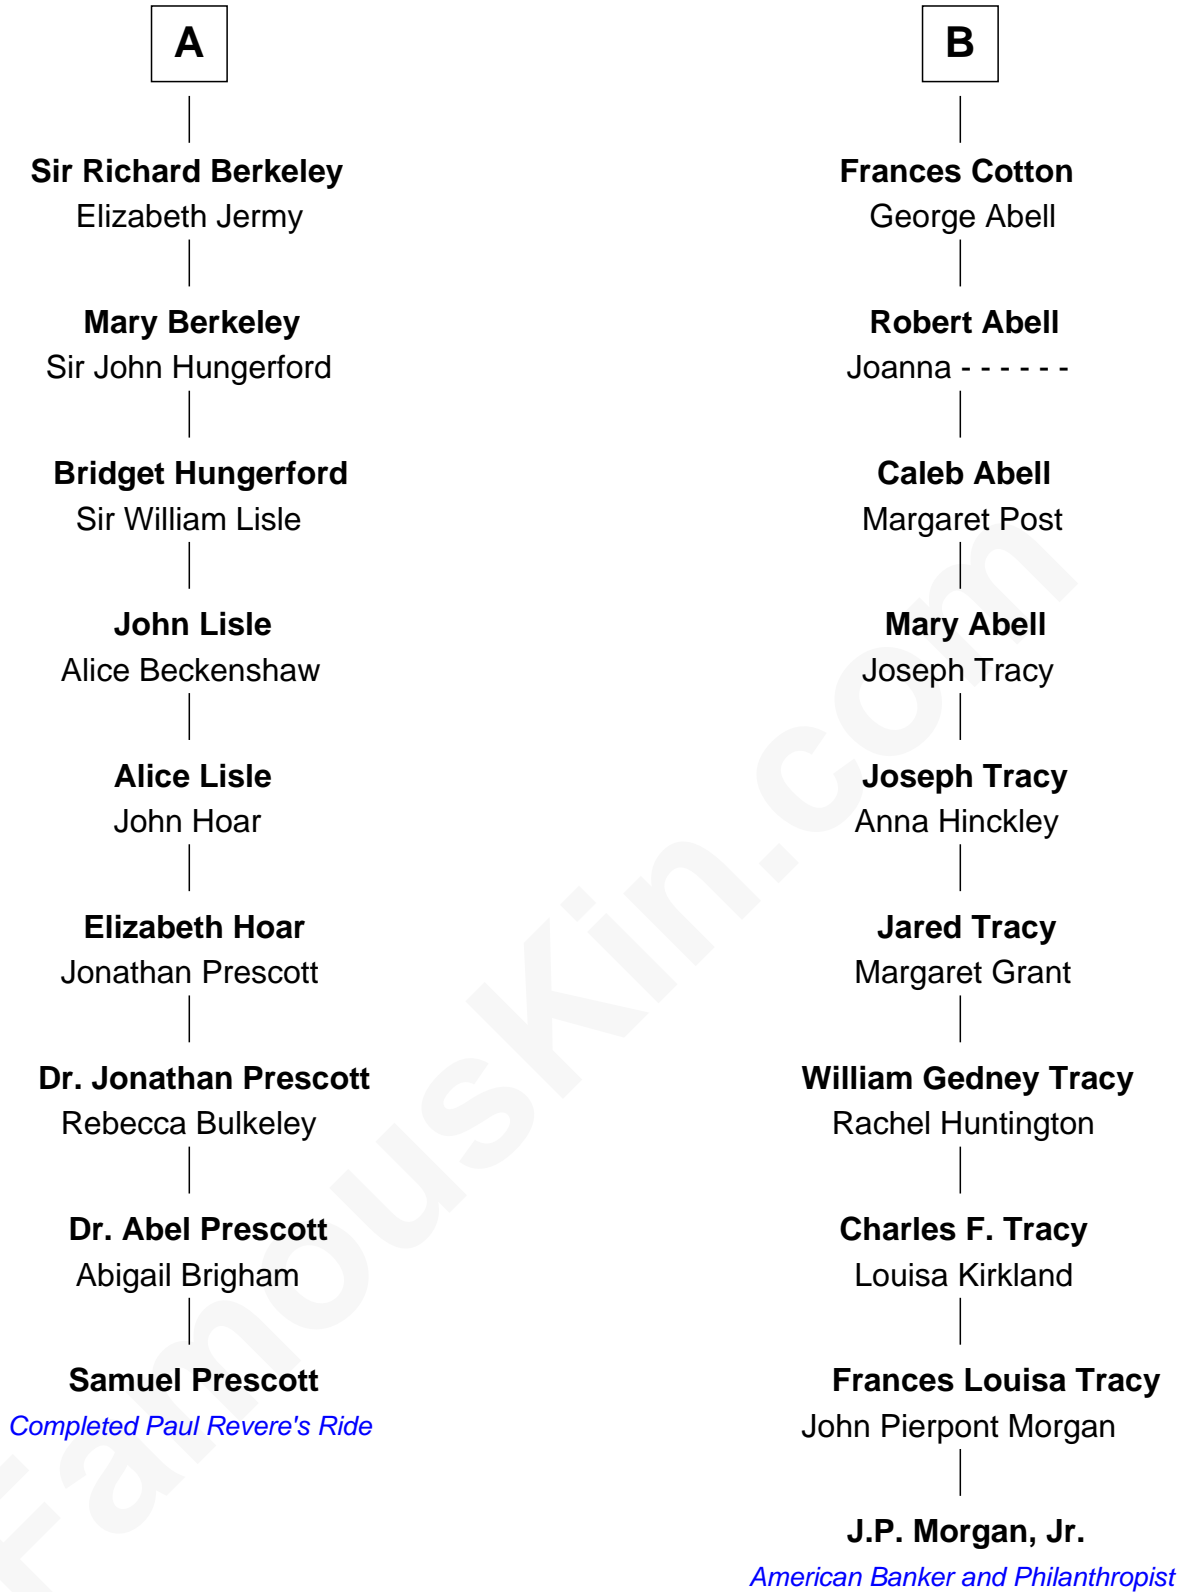 A
Sir Richard Berkeley
Elizabeth Jermy
Mary Berkeley
Sir John Hungerford
Bridget Hungerford
Sir William Lisle
John Lisle
Alice Beckenshaw
Alice Lisle
John Hoar
Elizabeth Hoar
Jonathan Prescott
Dr. Jonathan Prescott
Rebecca Bulkeley
Dr. Abel Prescott
Abigail Brigham
Samuel Prescott
Completed Paul Revere's Ride
B
Frances Cotton
George Abell
Robert Abell
Joanna - - - - - -
Caleb Abell
Margaret Post
Mary Abell
Joseph Tracy
Joseph Tracy
Anna Hinckley
Jared Tracy
Margaret Grant
William Gedney Tracy
Rachel Huntington
Charles F. Tracy
Louisa Kirkland
Frances Louisa Tracy
John Pierpont Morgan
J.P. Morgan, Jr.
American Banker and Philanthropist
FamousKin.com